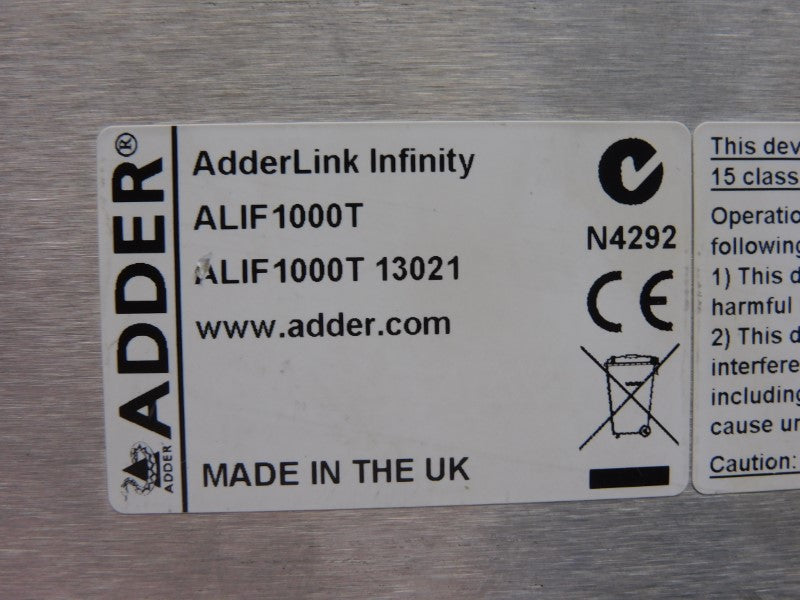 ADDER®
ADDER
AdderLink Infinity
ALIF1000T
ALIF1000T 13021
www.adder.com
MADE IN THE UK
N4292
CE
This dev
15 class
Operatio
following
1) This d
harmful
2) This d
interfere
including
cause un
Caution: